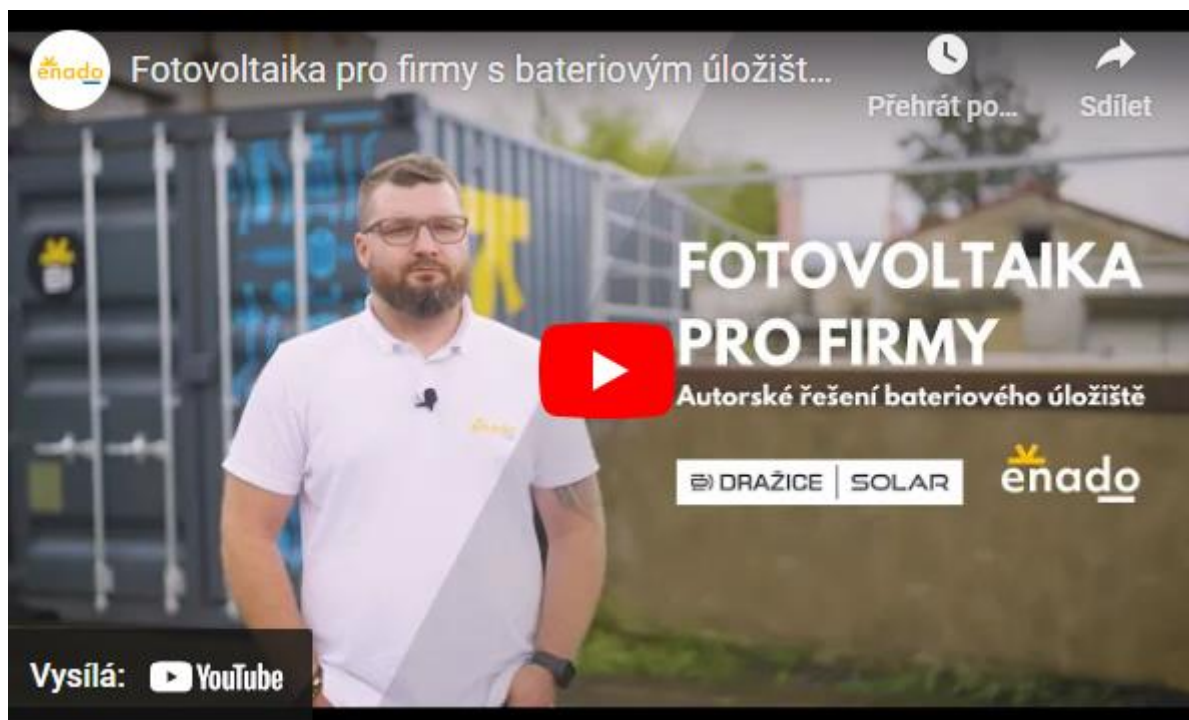 enado
Fotovoltaika pro firmy s bateriovým úložišt...
Přehrát po...
Sdílet
FOTOVOLTAIKA
PRO FIRMY
Autorské řešení bateriového úložiště
DRAŽICE | SOLAR
enado
enado
Vysílá: YouTube